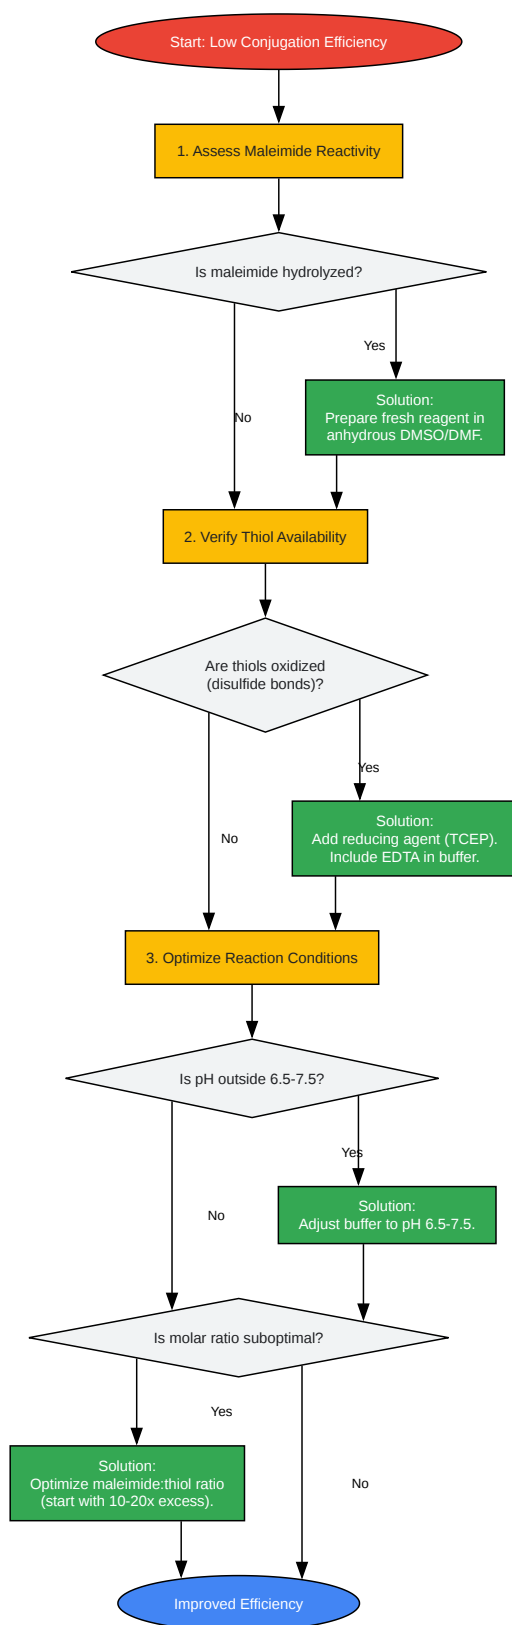 Start: Low Conjugation Efficiency
1. Assess Maleimide Reactivity
Is maleimide hydrolyzed?
Yes
No
Solution:
Prepare fresh reagent in
anhydrous DMSO/DMF.
2. Verify Thiol Availability
Are thiols oxidized
(disulfide bonds)?
Yes
No
Solution:
Add reducing agent (TCEP).
Include EDTA in buffer.
3. Optimize Reaction Conditions
Is pH outside 6.5-7.5?
Yes
No
Solution:
Adjust buffer to pH 6.5-7.5.
Is molar ratio suboptimal?
Yes
No
Solution:
Optimize maleimide:thiol ratio
(start with 10-20x excess).
Improved Efficiency